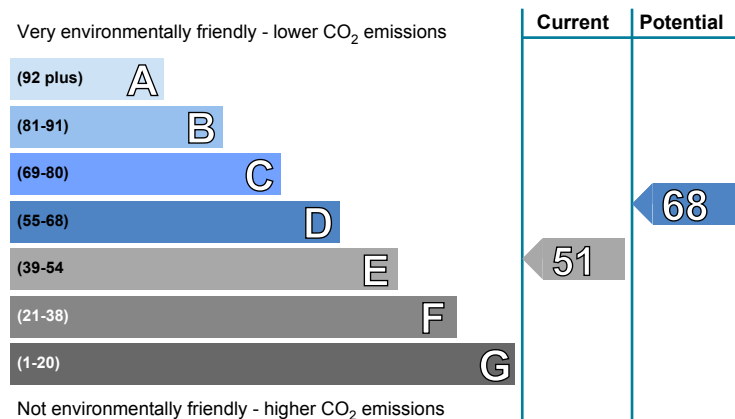 Very environmentally friendly - lower CO₂ emissions
Current
Potential
(92 plus) A
(81-91) B
(69-80) C
(55-68) D
68
(39-54 E
51
(21-38) F
(1-20) G
Not environmentally friendly - higher CO₂ emissions